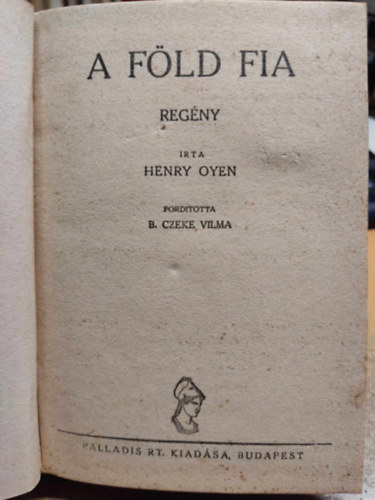 A FÖLD FIA
REGÉNY
IRTA
HENRY OYEN
FORDITOTTA
B. CZEKE VILMA
PALLADIS RT. KIADÁSA, BUDAPEST